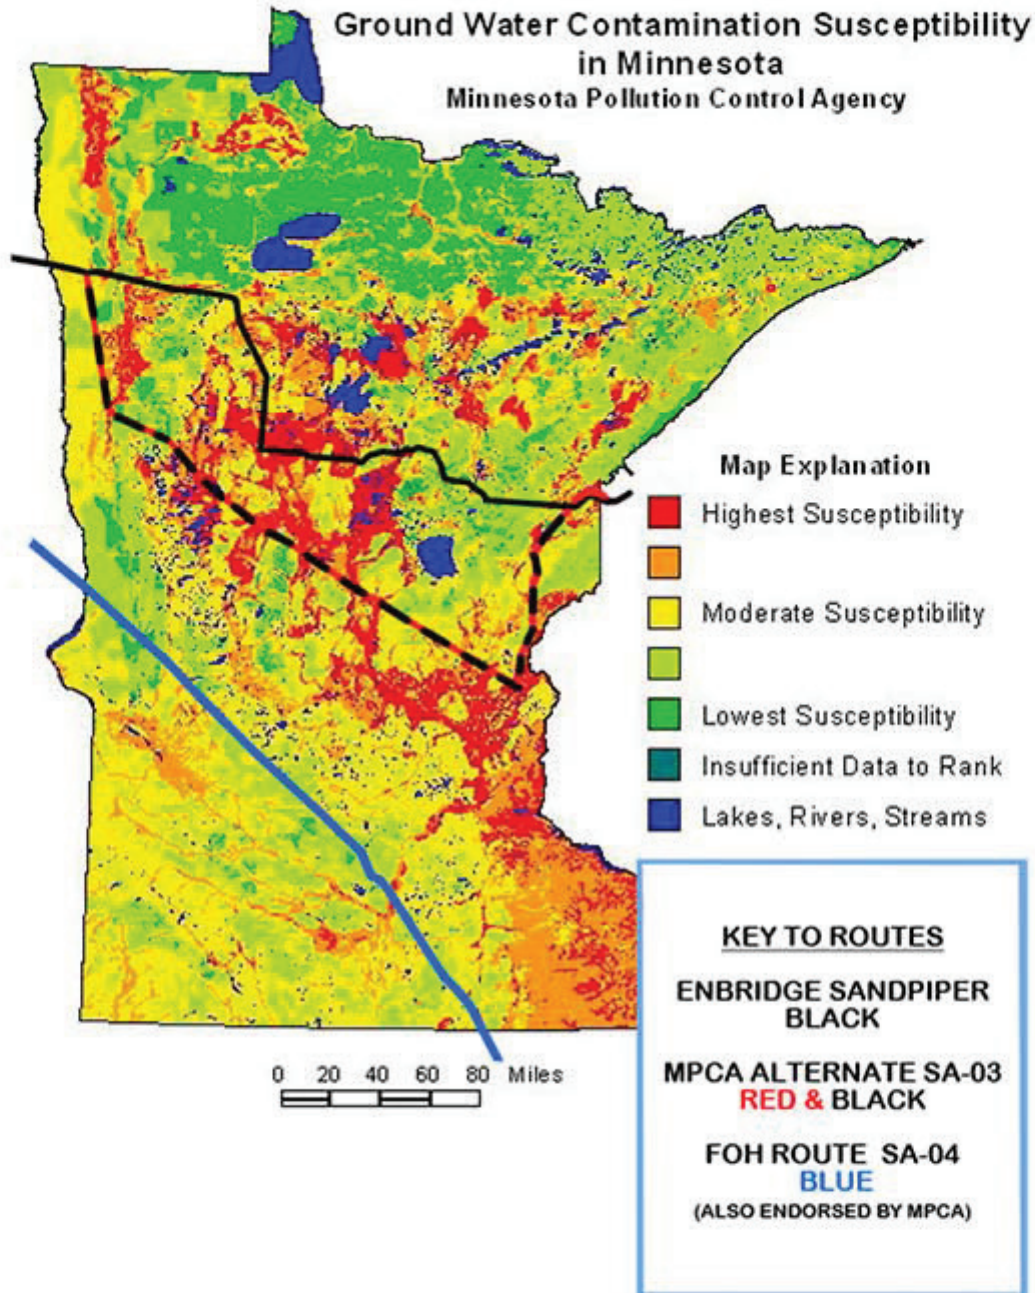 Ground Water Contamination Susceptibility
in Minnesota
Minnesota Pollution Control Agency
Map Explanation
Highest Susceptibility
Moderate Susceptibility
Lowest Susceptibility
Insufficient Data to Rank
Lakes, Rivers, Streams
0 20 40 60 80 Miles
KEY TO ROUTES
ENBRIDGE SANDPIPER
BLACK
MPCA ALTERNATE SA-03
RED & BLACK
FOH ROUTE SA-04
BLUE
(ALSO ENDORSED BY MPCA)